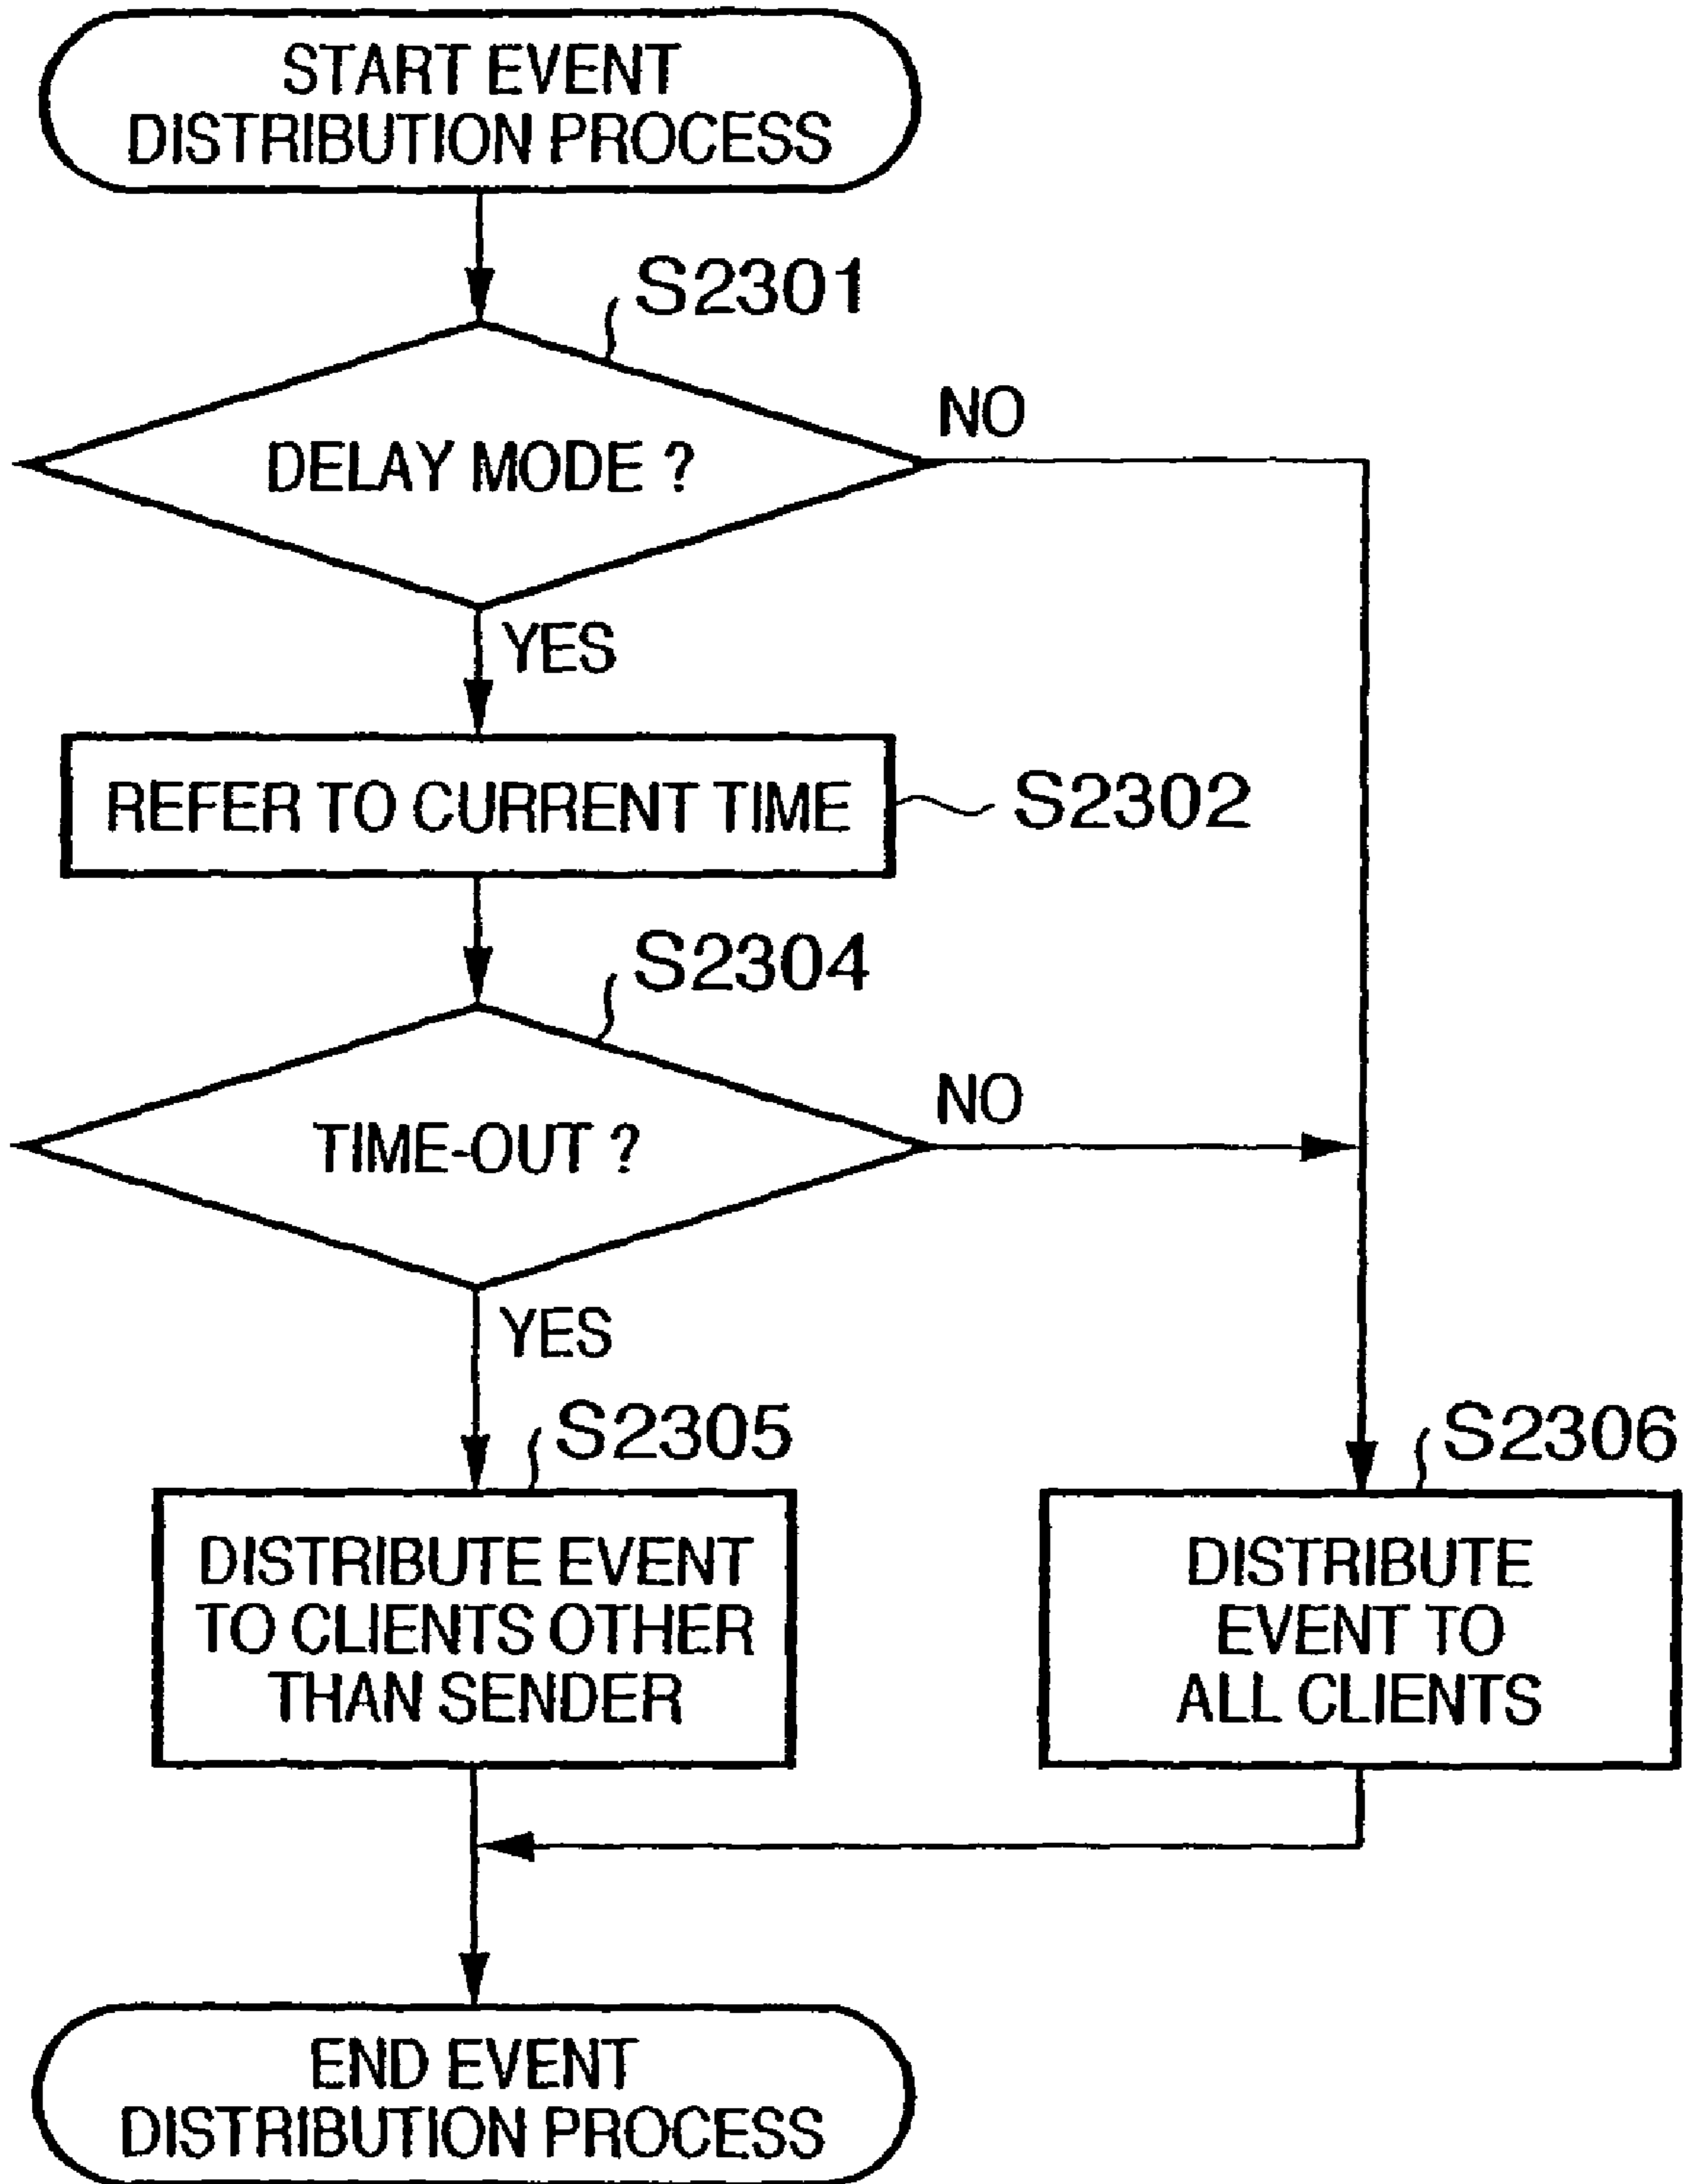 START EVENT
DISTRIBUTION PROCESS
S2301
DELAY MODE ?
NO
YES
REFER TO CURRENT TIME
S2302
S2304
TIME-OUT ?
NO
YES
S2305
DISTRIBUTE EVENT
TO CLIENTS OTHER
THAN SENDER
S2306
DISTRIBUTE
EVENT TO
ALL CLIENTS
END EVENT
DISTRIBUTION PROCESS